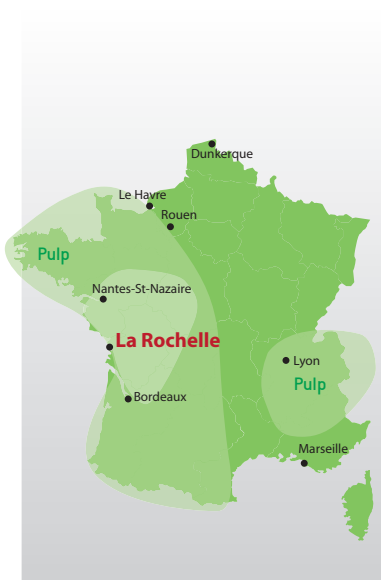 Dunkerque
Le Havre
Rouen
Pulp
Nantes-St-Nazaire
La Rochelle
Lyon
Pulp
Bordeaux
Marseille